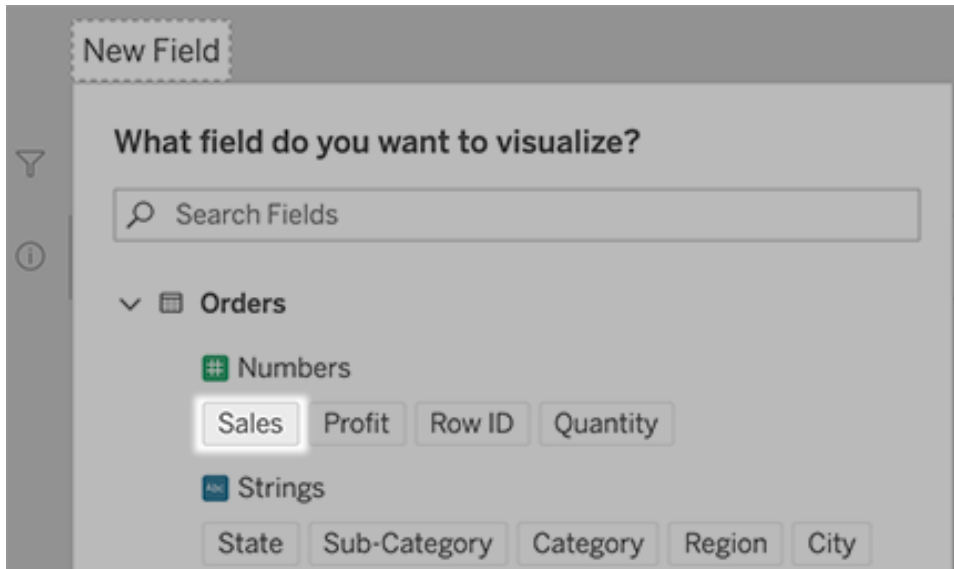 New Field
What field do you want to visualize?
Search Fields
Orders
# Numbers
Sales Profit Row ID Quantity
Abc Strings
State Sub-Category Category Region City